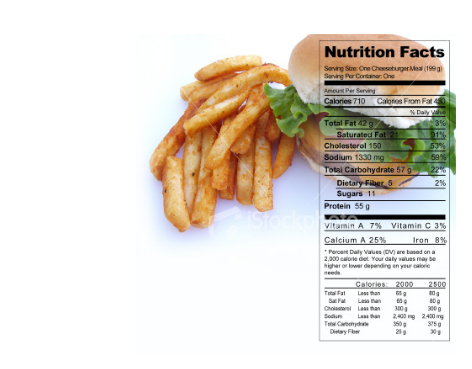 Nutrition Facts
Serving Size: One Cheeseburger Meal (199 g)
Serving Per Container: One
Amount Per Serving
Calories 710 Calories From Fat 450
% Daily Value
Total Fat 42 g 3%
Saturated Fat 21 91%
Cholesterol 150 53%
Sodium 1330 mg 59%
Total Carbohydrate 57 g 22%
Dietary Fiber 5 2%
Sugars 11
Protein 55 g
iStockphoto
Vitamin A 7% Vitamin C 3%
Calcium A 25% Iron 8%
* Percent Daily Values (DV) are based on a
2,000 calorie diet. Your daily values may be
higher or lower depending on your caloric
needs.
Calories: 2000 2500
Total Fat Less than 65 g 80 g
Sat Fat Less than 65 g 80 g
Cholesterol Less than 300 g 300 g
Sodium Less than 2,400 mg 2,400 mg
Total Carbohydrate 350 g 375 g
Dietary Fiber 25 g 30 g